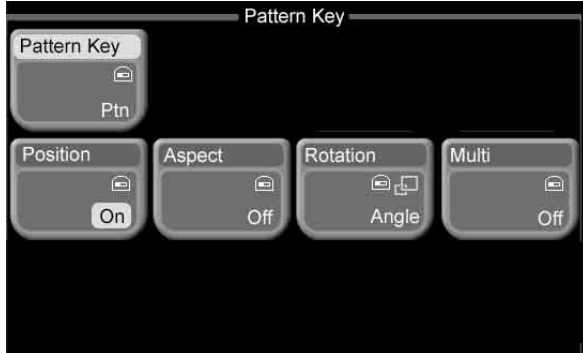 Pattern Key
Pattern Key
Ptn
Position Aspect Rotation Multi
On Off Angle Off